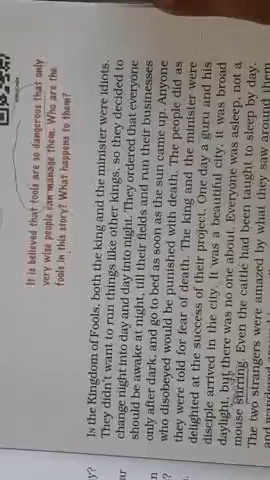 It is believed that fools are so dangerous that only
very wise people can manage them. Who are the
fools in this story? What happens to them?
IN the Kingdom of Fools, both the king and the minister were idiots.
They didn't want to run things like other kings, so they decided to
change night into day and day into night. They ordered that everyone
should be awake at night, till their fields and run their businesses
only after dark, and go to bed as soon as the sun came up. Anyone
who disobeyed would be punished with death. The people did as
they were told for fear of death. The king and the minister were
delighted at the success of their project. One day a guru and his
disciple arrived in the city. It was a beautiful city, it was broad
daylight, but there was no one about. Everyone was asleep, not a
mouse stirring. Even the cattle had been taught to sleep by day.
The two strangers were amazed by what they saw around them
and wandered
y?
ar
n
?